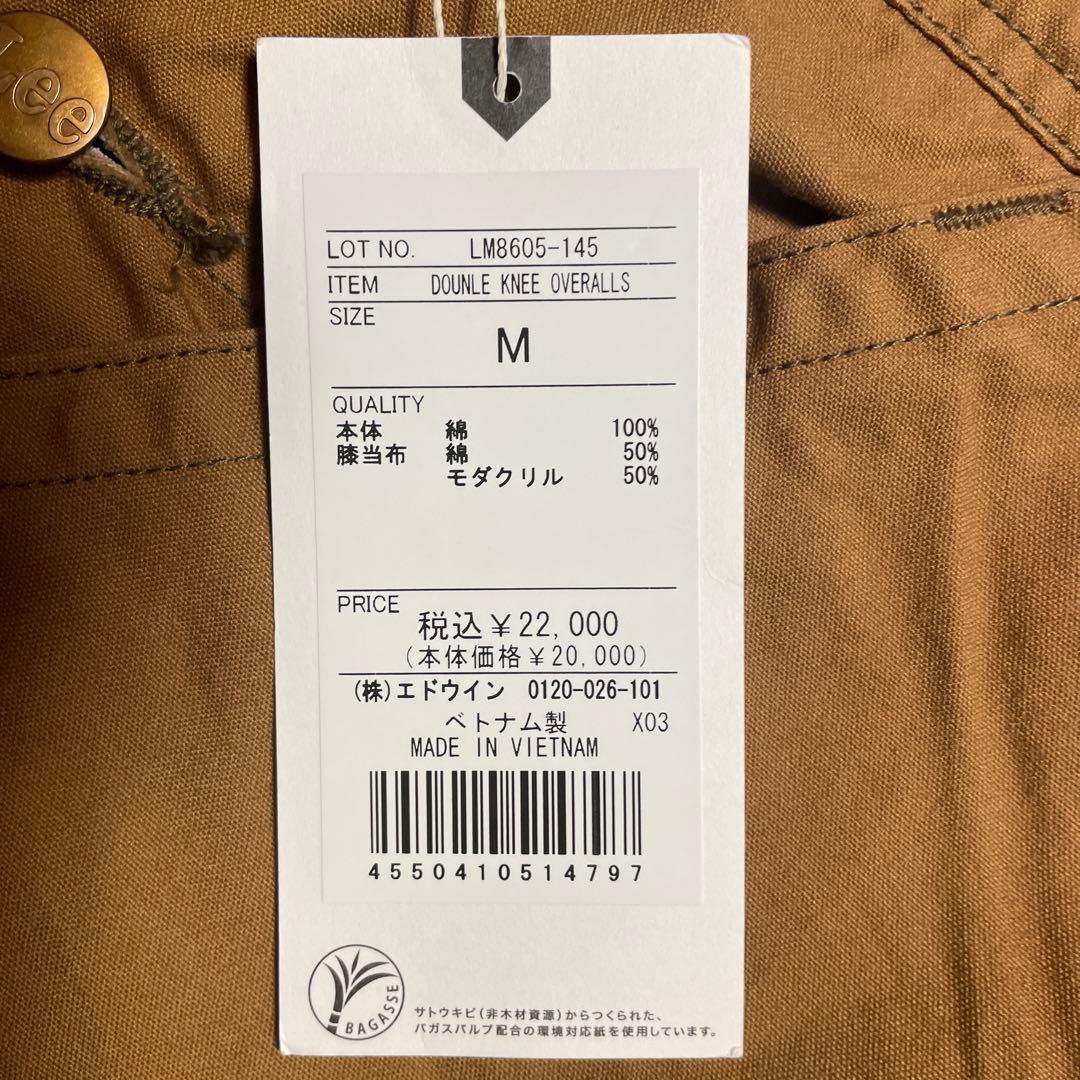 Lee
LOT NO. LM8605-145
ITEM DOUNLE KNEE OVERALLS
SIZE
M
QUALITY
本体 綿 100%
膝当布 綿 50%
モダクリル 50%
PRICE
税込¥22,000
(本体価格¥20,000)
(株)エドウイン 0120-026-101
ベトナム製 X03
MADE IN VIETNAM
4550410514797
BAGASSE
サトウキビ(非木材資源)からつくられた、
バガスパルプ配合の環境対応紙を使用しています。